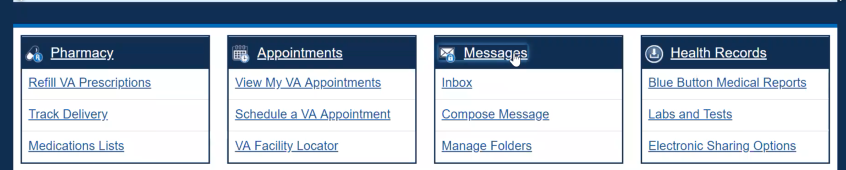 Pharmacy
Refill VA Prescriptions
Track Delivery
Medications Lists
Appointments
View My VA Appointments
Schedule a VA Appointment
VA Facility Locator
Messages
Inbox
Compose Message
Manage Folders
Health Records
Blue Button Medical Reports
Labs and Tests
Electronic Sharing Options